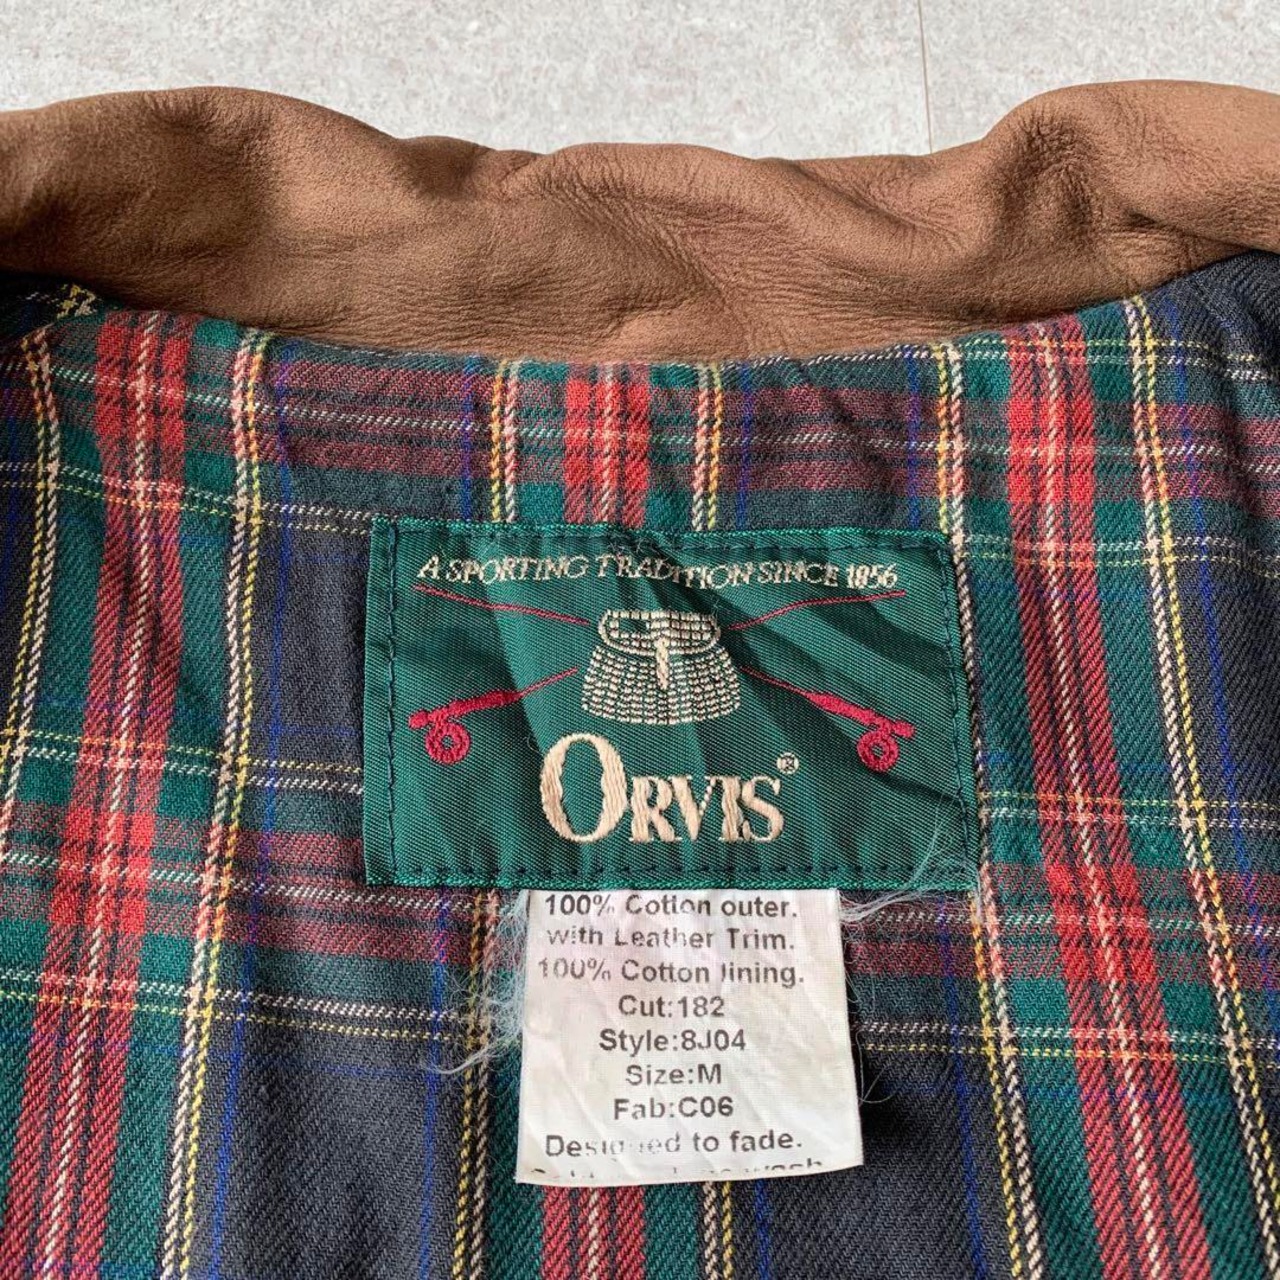 A SPORTING TRADITION SINCE 1856
ORVIS®
100% Cotton outer.
with Leather Trim.
100% Cotton lining.
Cut:182
Style:8J04
Size:M
Fab:C06
Designed to fade.
wash